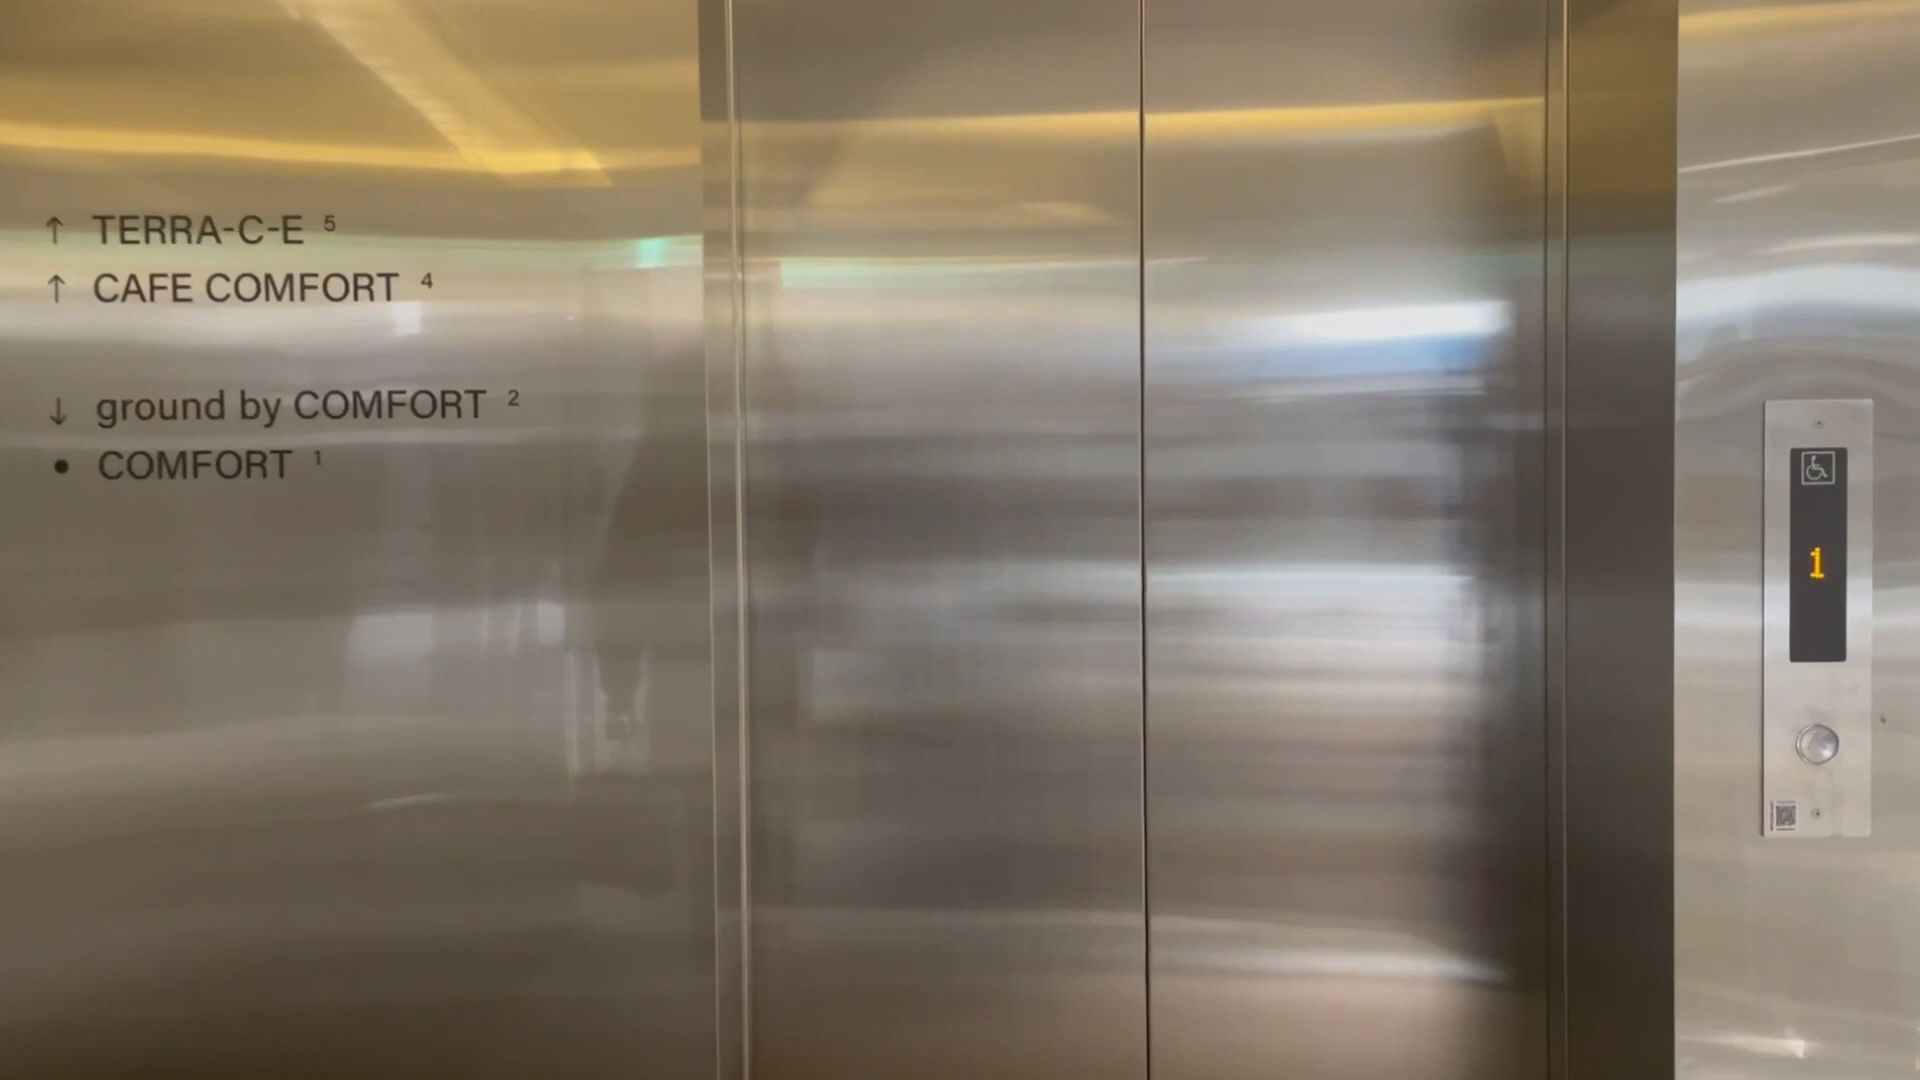 ↑ TERRA-C-E 5
↑ CAFE COMFORT 4
↓ ground by COMFORT 2
• COMFORT 1
1